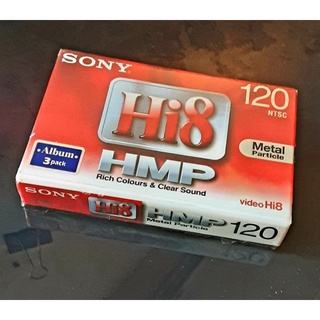 SONY
Hi8
120
NTSC
Album
3 pack
Metal
Particle
HMP
Rich Colours & Clear Sound
video Hi8
SONY
Hi8
HMP 120
Metal Particle